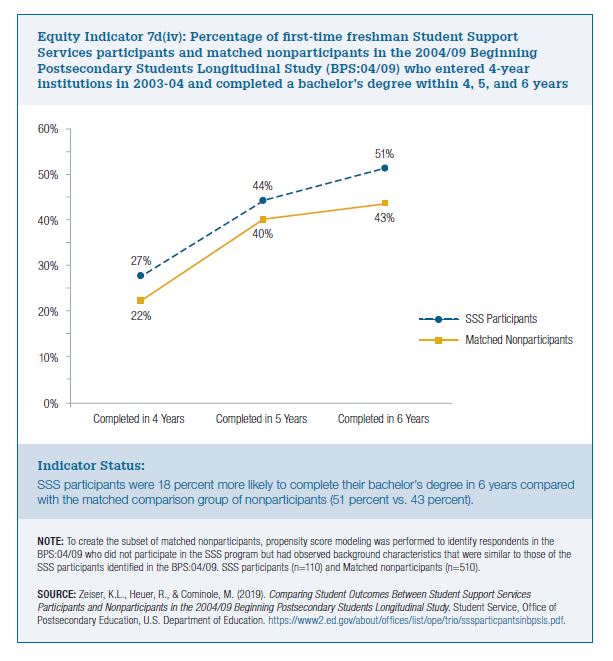 Equity Indicator 7d(iv): Percentage of first-time freshman Student Support
Services participants and matched nonparticipants in the 2004/09 Beginning
Postsecondary Students Longitudinal Study (BPS:04/09) who entered 4-year
institutions in 2003-04 and completed a bachelor's degree within 4, 5, and 6 years
60%
50%
40%
30%
20%
10%
0%
27%
22%
44%
40%
51%
43%
SSS Participants
Matched Nonparticipants
Completed in 4 Years
Completed in 5 Years
Completed in 6 Years
Indicator Status:
SSS participants were 18 percent more likely to complete their bachelor's degree in 6 years compared
with the matched comparison group of nonparticipants (51 percent vs. 43 percent).
NOTE: To create the subset of matched nonparticipants, propensity score modeling was performed to identify respondents in the
BPS:04/09 who did not participate in the SSS program but had observed background characteristics that were similar to those of the
SSS participants identified in the BPS:04/09. SSS participants (n=110) and Matched nonparticipants (n=510).
SOURCE: Zeiser, K.L., Heuer, R., & Cominole, M. (2019). Comparing Student Outcomes Between Student Support Services
Participants and Nonparticipants in the 2004/09 Beginning Postsecondary Students Longitudinal Study. Student Service, Office of
Postsecondary Education, U.S. Department of Education. https://www2.ed.gov/about/offices/list/ope/trio/sssparticpantsinbpsls.pdf.